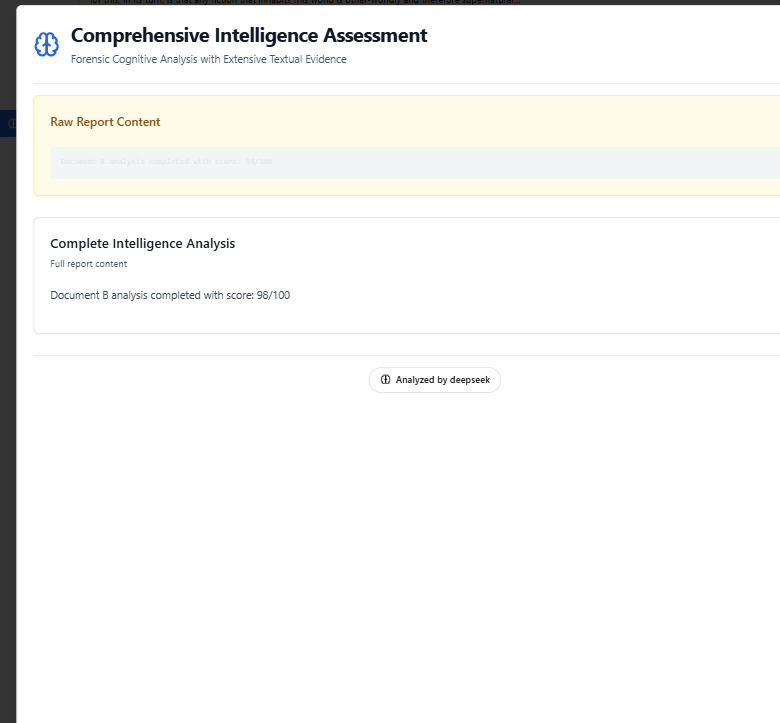 for this, in its turn, is that any fiction that inhabits this world is other-worldly and therefore supernatural...
Comprehensive Intelligence Assessment
Forensic Cognitive Analysis with Extensive Textual Evidence
Raw Report Content
Document B analysis completed with score: 98/100
Complete Intelligence Analysis
Full report content
Document B analysis completed with score: 98/100
Analyzed by deepseek